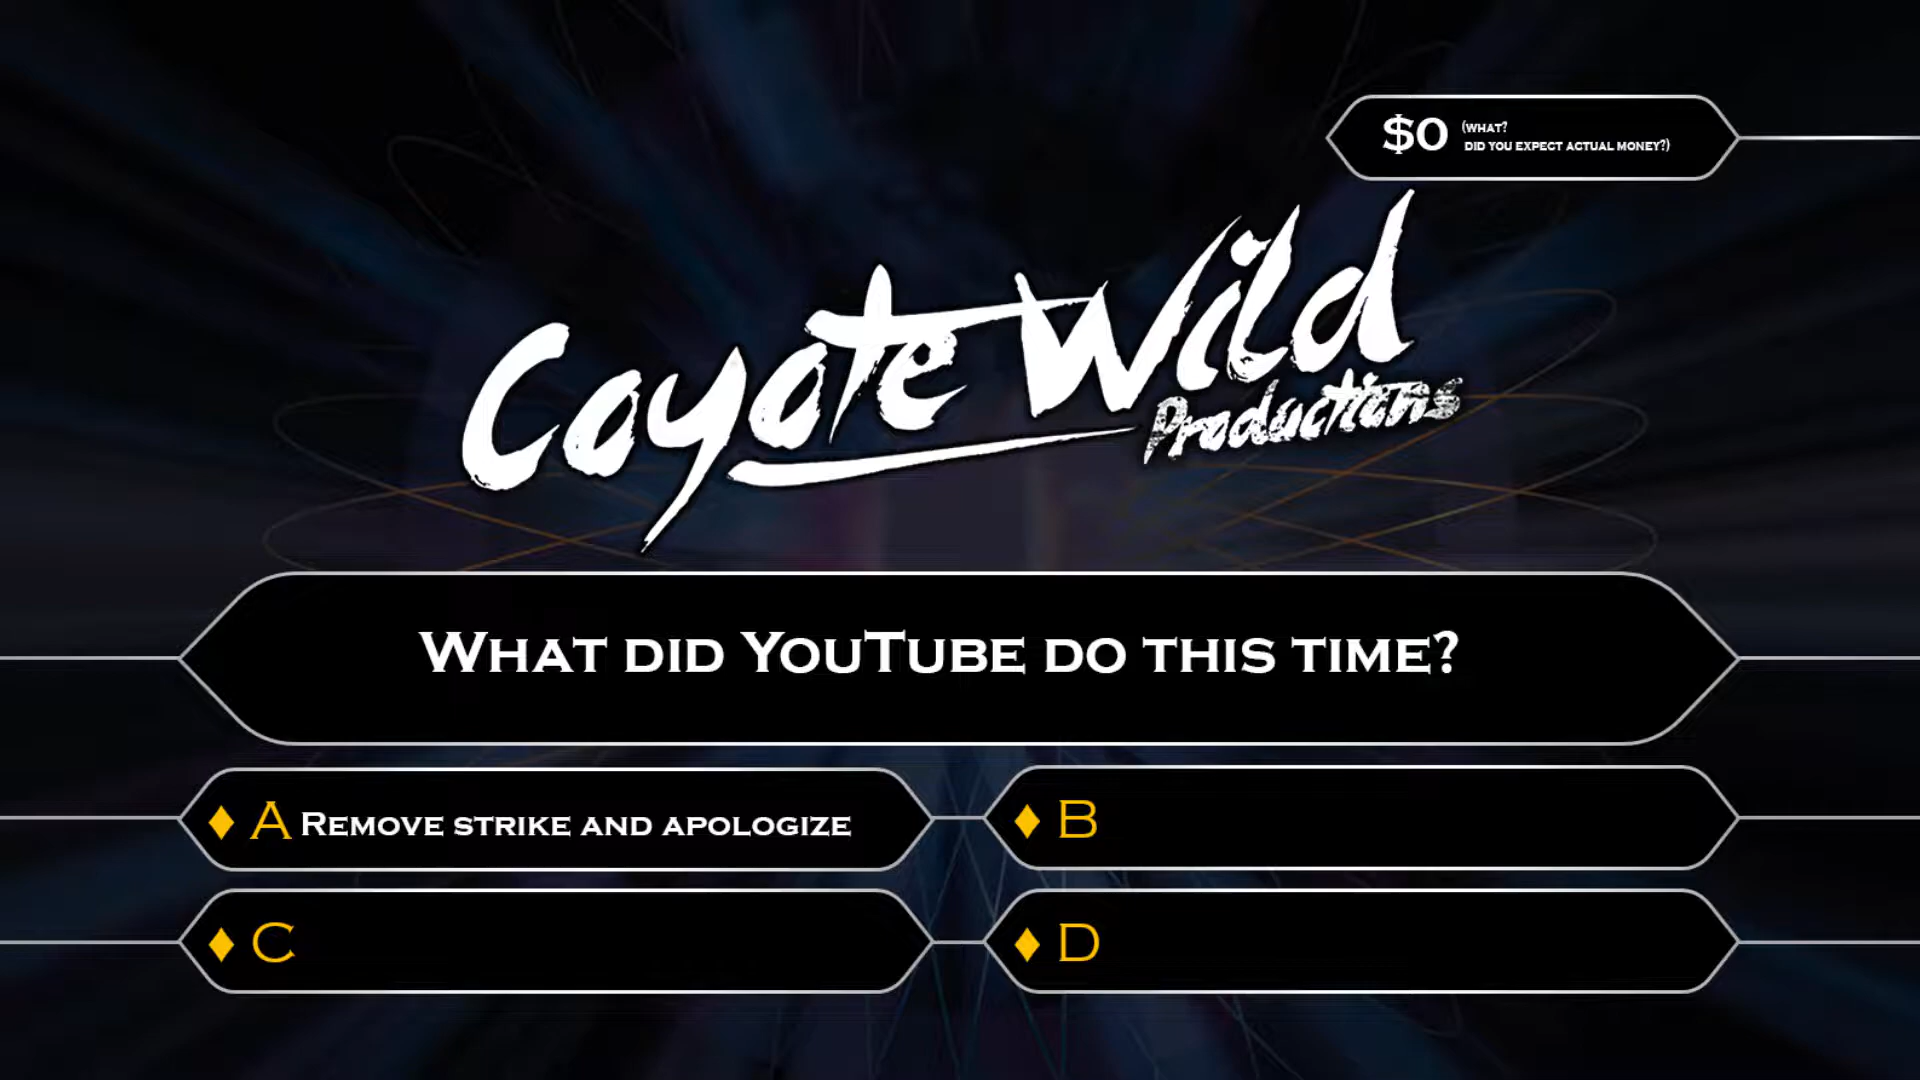 $0 (WHAT?
DID YOU EXPECT ACTUAL MONEY?)
Coyote Wild
Productions
WHAT DID YOUTUBE DO THIS TIME?
A REMOVE STRIKE AND APOLOGIZE
B
C
D